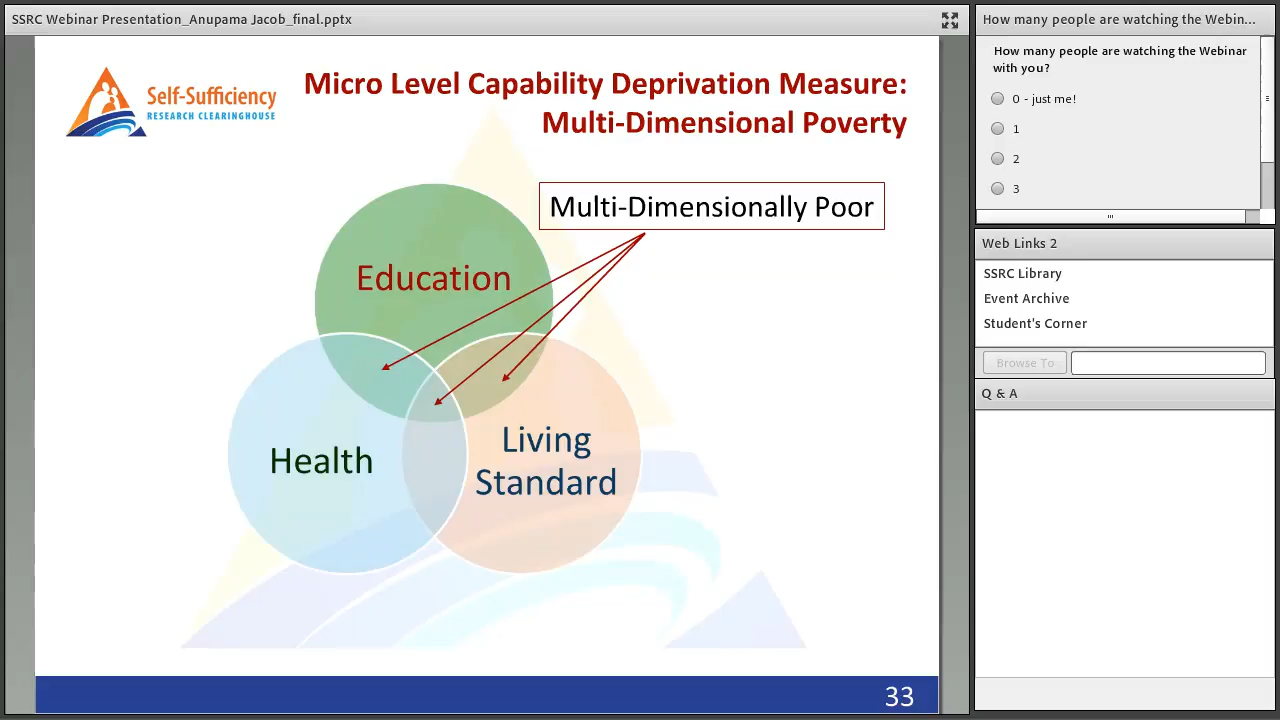 SSRC Webinar Presentation_Anupama Jacob_final.pptx
Self-Sufficiency
RESEARCH CLEARINGHOUSE
Micro Level Capability Deprivation Measure:
Multi-Dimensional Poverty
Multi-Dimensionally Poor
Education
Health
Living
Standard
33
How many people are watching the Webin...
How many people are watching the Webinar
with you?
0 - just me!
1
2
3
Web Links 2
SSRC Library
Event Archive
Student's Corner
Browse To
Q & A